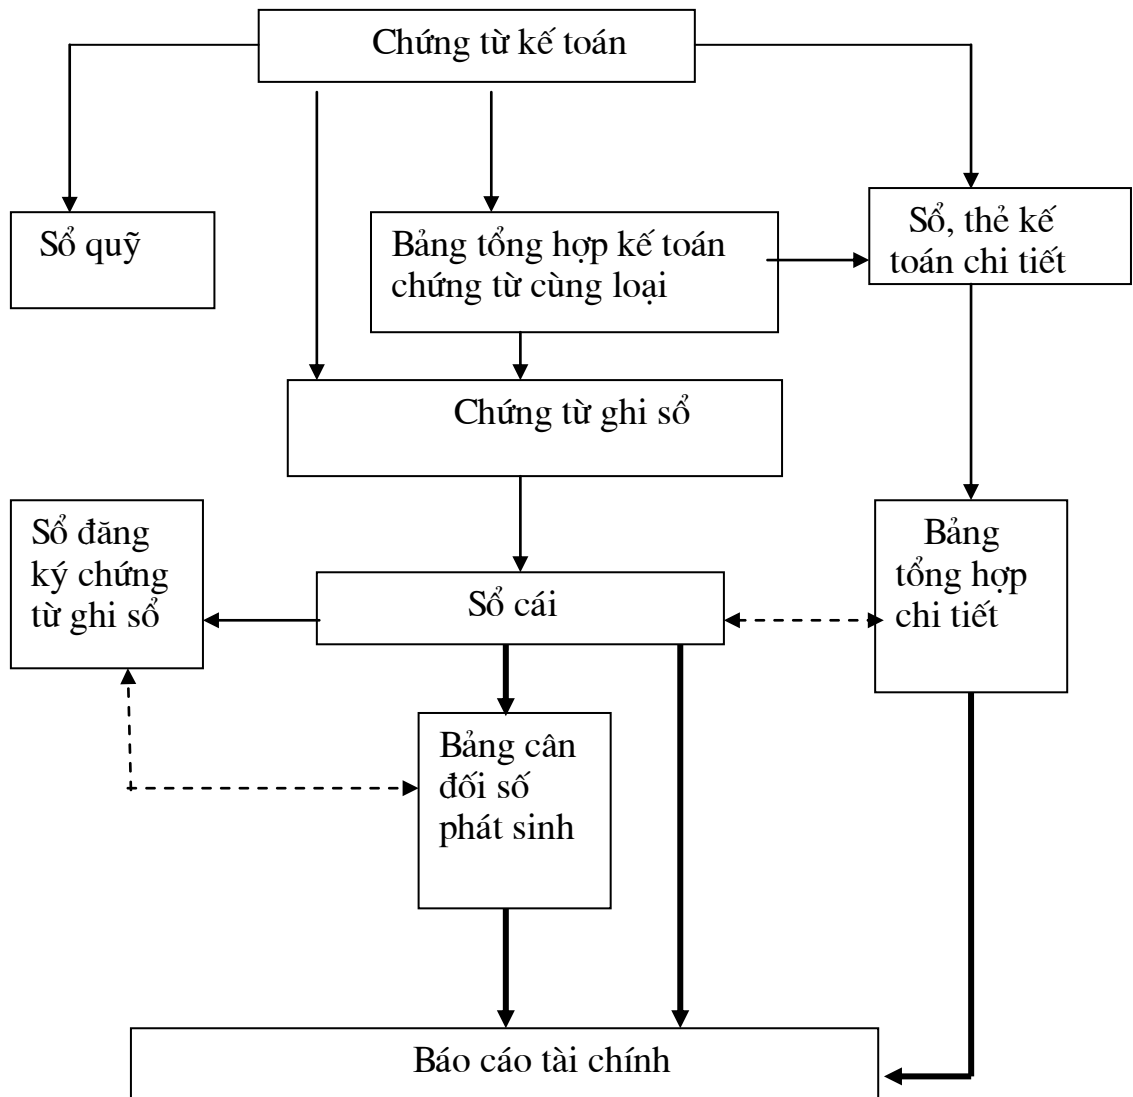 Chứng từ kế toán
Sổ quỹ
Bảng tổng hợp kế toán
chứng từ cùng loại
Sổ, thẻ kế
toán chi tiết
Chứng từ ghi sổ
Sổ đăng
ký chứng
từ ghi sổ
Sổ cái
Bảng
tổng hợp
chi tiết
Bảng cân
đối số
phát sinh
Báo cáo tài chính